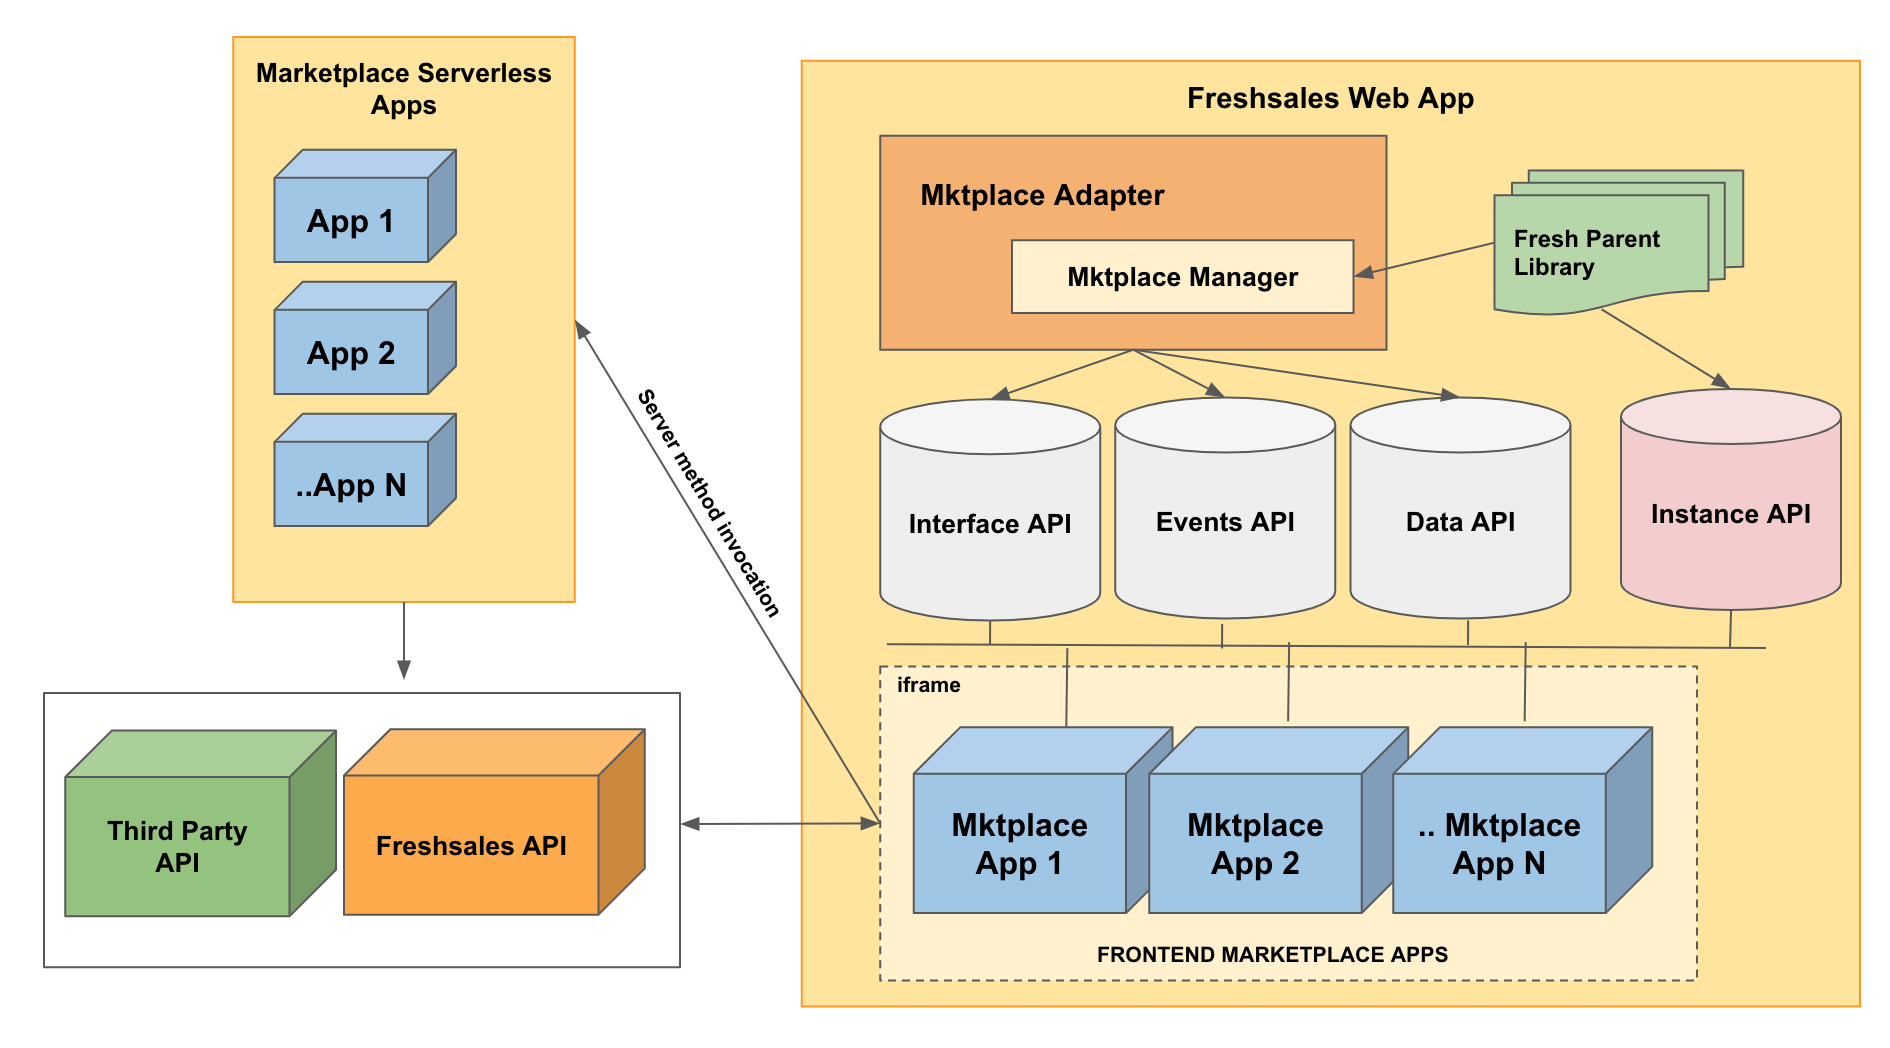 Marketplace Serverless
Apps
App 1
App 2
..App N
Server method invocation
Third Party
API
Freshsales API
Freshsales Web App
Mktplace Adapter
Mktplace Manager
Fresh Parent
Library
Interface API
Events API
Data API
Instance API
iframe
Mktplace
App 1
Mktplace
App 2
.. Mktplace
App N
FRONTEND MARKETPLACE APPS